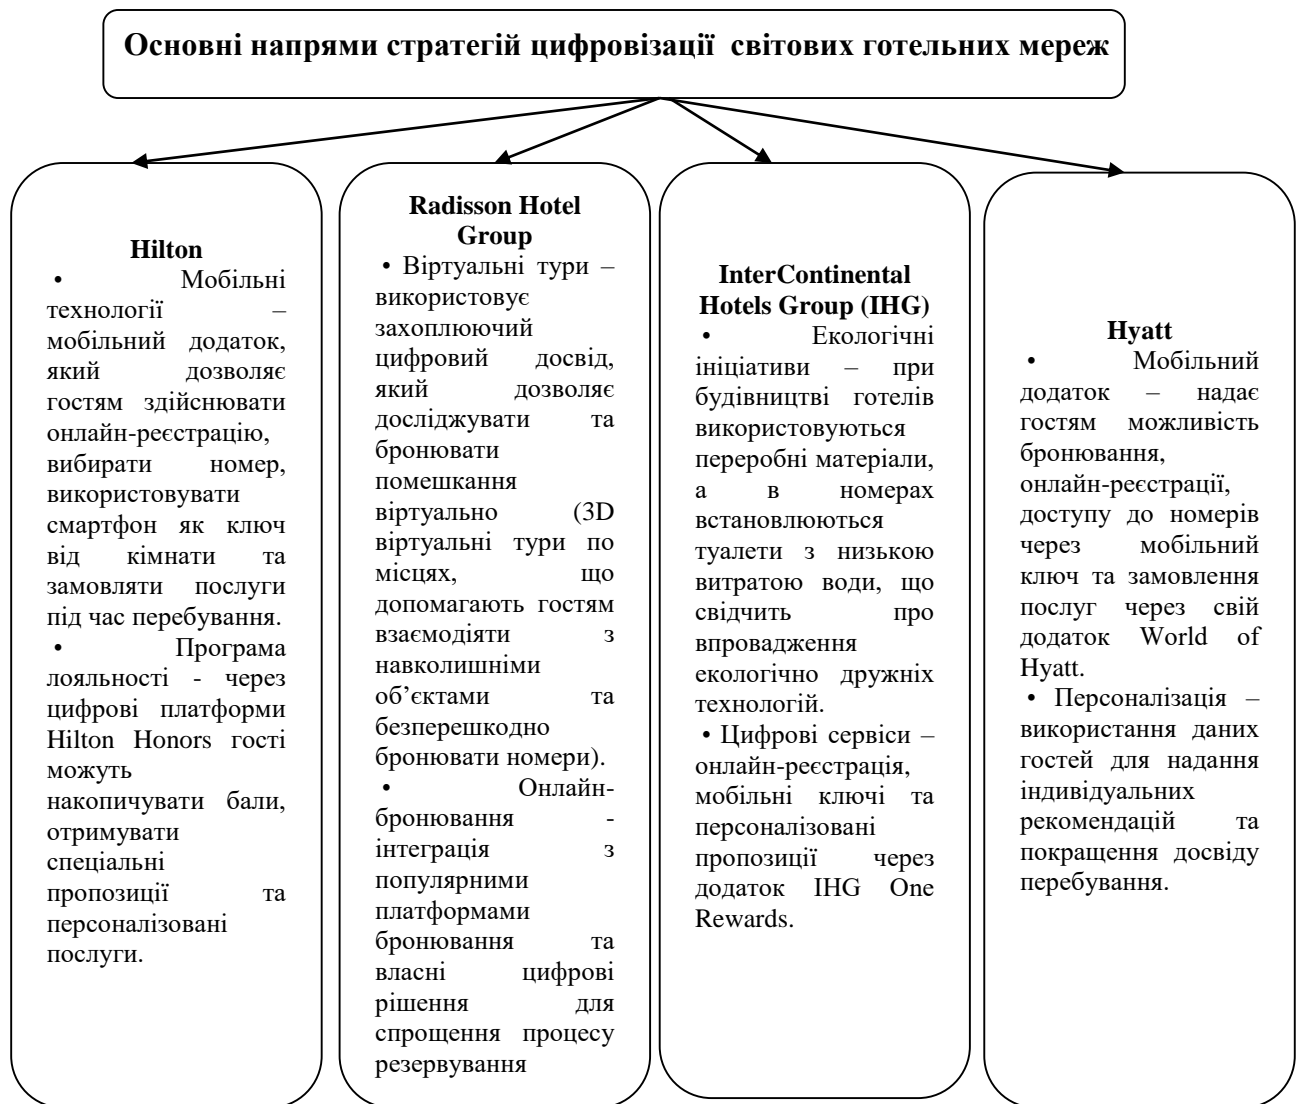 Основні напрями стратегій цифровізації світових готельних мереж
Hilton
• Мобільні
технології –
мобільний додаток,
який дозволяє
гостям здійснювати
онлайн-реєстрацію,
вибирати номер,
використовувати
смартфон як ключ
від кімнати та
замовляти послуги
під час перебування.
• Програма
лояльності - через
цифрові платформи
Hilton Honors гості
можуть
накопичувати бали,
отримувати
спеціальні
пропозиції та
персоналізовані
послуги.
Radisson Hotel
Group
• Віртуальні тури –
використовує
захоплюючий
цифровий досвід,
який дозволяє
досліджувати та
бронювати
помешкання
віртуально (3D
віртуальні тури по
місцях, що
допомагають гостям
взаємодіяти з
навколишніми
об’єктами та
безперешкодно
бронювати номери).
• Онлайн-
бронювання -
інтеграція з
популярними
платформами
бронювання та
власні цифрові
рішення для
спрощення процесу
резервування
InterContinental
Hotels Group (IHG)
• Екологічні
ініціативи – при
будівництві готелів
використовуються
переробні матеріали,
а в номерах
встановлюються
туалети з низькою
витратою води, що
свідчить про
впровадження
екологічно дружніх
технологій.
• Цифрові сервіси –
онлайн-реєстрація,
мобільні ключі та
персоналізовані
пропозиції через
додаток IHG One
Rewards.
Hyatt
• Мобільний
додаток – надає
гостям можливість
бронювання,
онлайн-реєстрації,
доступу до номерів
через мобільний
ключ та замовлення
послуг через свій
додаток World of
Hyatt.
• Персоналізація –
використання даних
гостей для надання
індивідуальних
рекомендацій та
покращення досвіду
перебування.